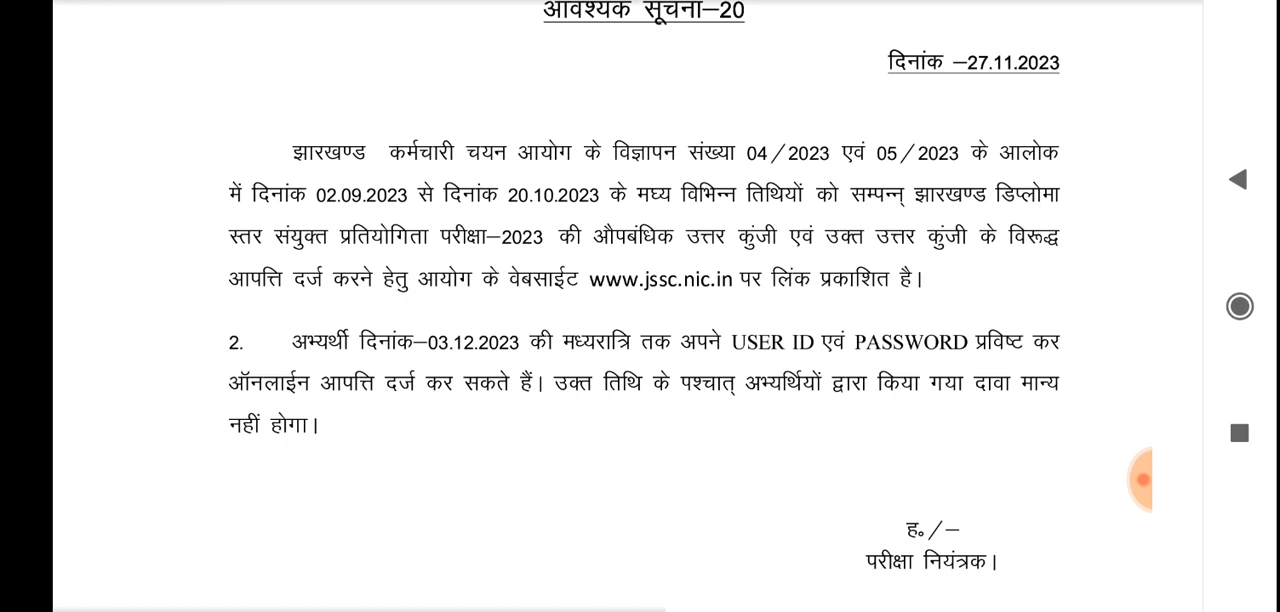 आवश्यक सूचना–20
दिनांक –27.11.2023
झारखण्ड कर्मचारी चयन आयोग के विज्ञापन संख्या 04/2023 एवं 05/2023 के आलोक
में दिनांक 02.09.2023 से दिनांक 20.10.2023 के मध्य विभिन्न तिथियों को सम्पन्न् झारखण्ड डिप्लोमा
स्तर संयुक्त प्रतियोगिता परीक्षा–2023 की औपबंधिक उत्तर कुंजी एवं उक्त उत्तर कुंजी के विरूद्ध
आपत्ति दर्ज करने हेतु आयोग के वेबसाईट www.jssc.nic.in पर लिंक प्रकाशित है।
2. अभ्यर्थी दिनांक–03.12.2023 की मध्यरात्रि तक अपने USER ID एवं PASSWORD प्रविष्ट कर
ऑनलाईन आपत्ति दर्ज कर सकते हैं। उक्त तिथि के पश्चात् अभ्यर्थियों द्वारा किया गया दावा मान्य
नहीं होगा।
ह०/–
परीक्षा नियंत्रक।